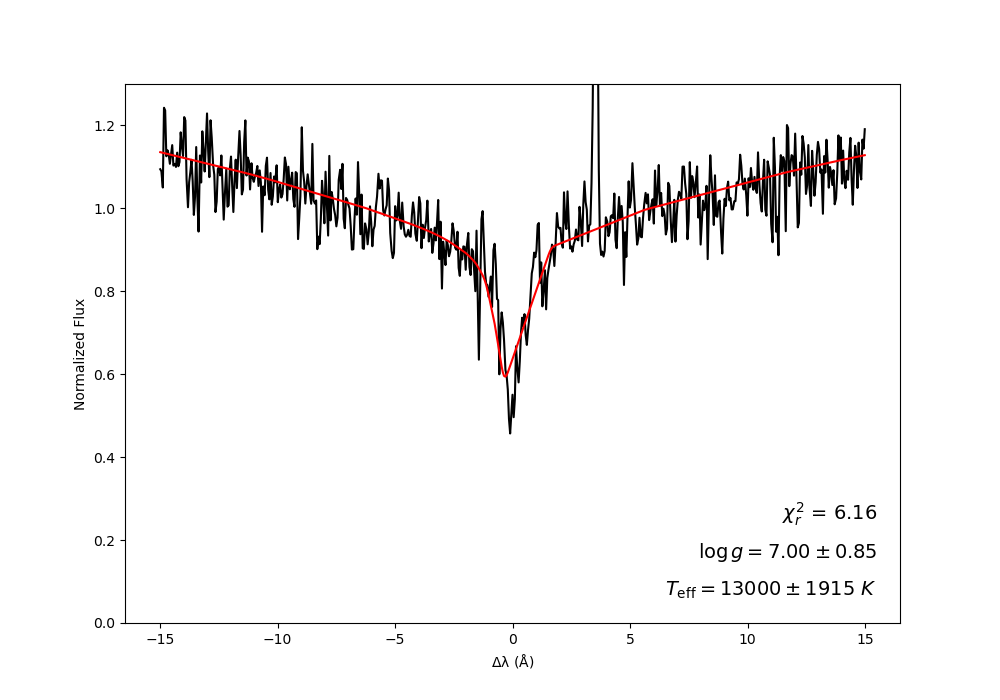 1.2
1.0
0.8
0.6
0.4
0.2
0.0
Normalized Flux
χ²ᵣ = 6.16
log g = 7.00 ± 0.85
T_eff = 13000 ± 1915 K
−15 −10 −5 0 5 10 15
Δλ (Å)